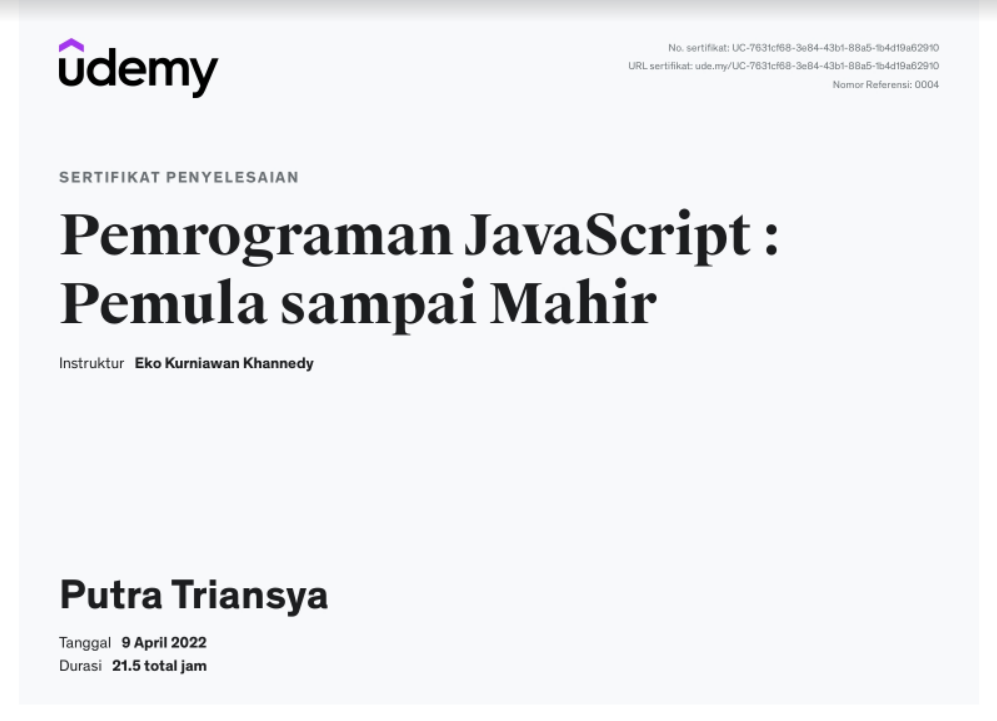 udemy
No. sertifikat: UC-7631cf68-3e84-43b1-88a5-1b4d19a62910
URL sertifikat: ude.my/UC-7631cf68-3e84-43b1-88a5-1b4d19a62910
Nomor Referensi: 0004
SERTIFIKAT PENYELESAIAN
Pemrograman JavaScript :
Pemula sampai Mahir
Instruktur Eko Kurniawan Khannedy
Putra Triansya
Tanggal 9 April 2022
Durasi 21.5 total jam